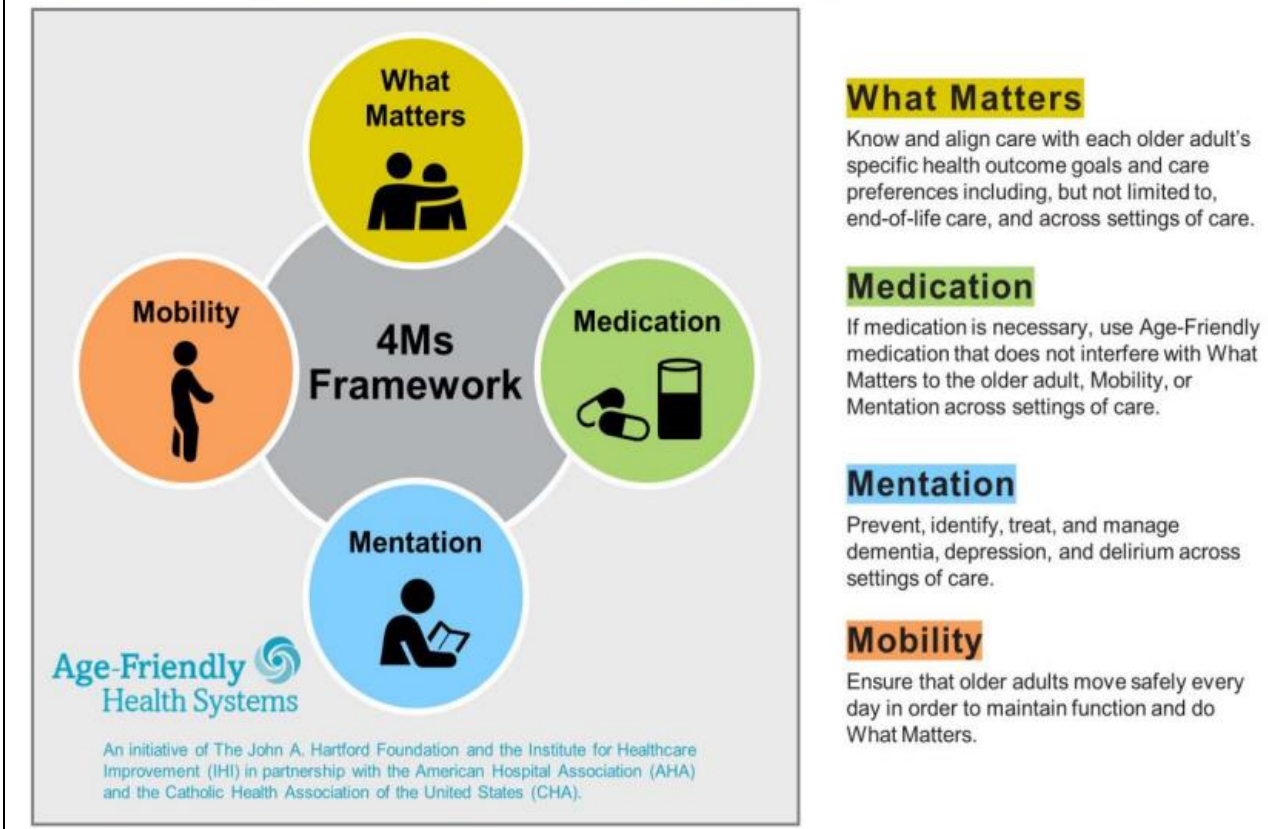 What
Matters
Mobility
Medication
4Ms
Framework
Mentation
Age-Friendly
Health Systems
An initiative of The John A. Hartford Foundation and the Institute for Healthcare
Improvement (IHI) in partnership with the American Hospital Association (AHA)
and the Catholic Health Association of the United States (CHA).
What Matters
Know and align care with each older adult's
specific health outcome goals and care
preferences including, but not limited to,
end-of-life care, and across settings of care.
Medication
If medication is necessary, use Age-Friendly
medication that does not interfere with What
Matters to the older adult, Mobility, or
Mentation across settings of care.
Mentation
Prevent, identify, treat, and manage
dementia, depression, and delirium across
settings of care.
Mobility
Ensure that older adults move safely every
day in order to maintain function and do
What Matters.